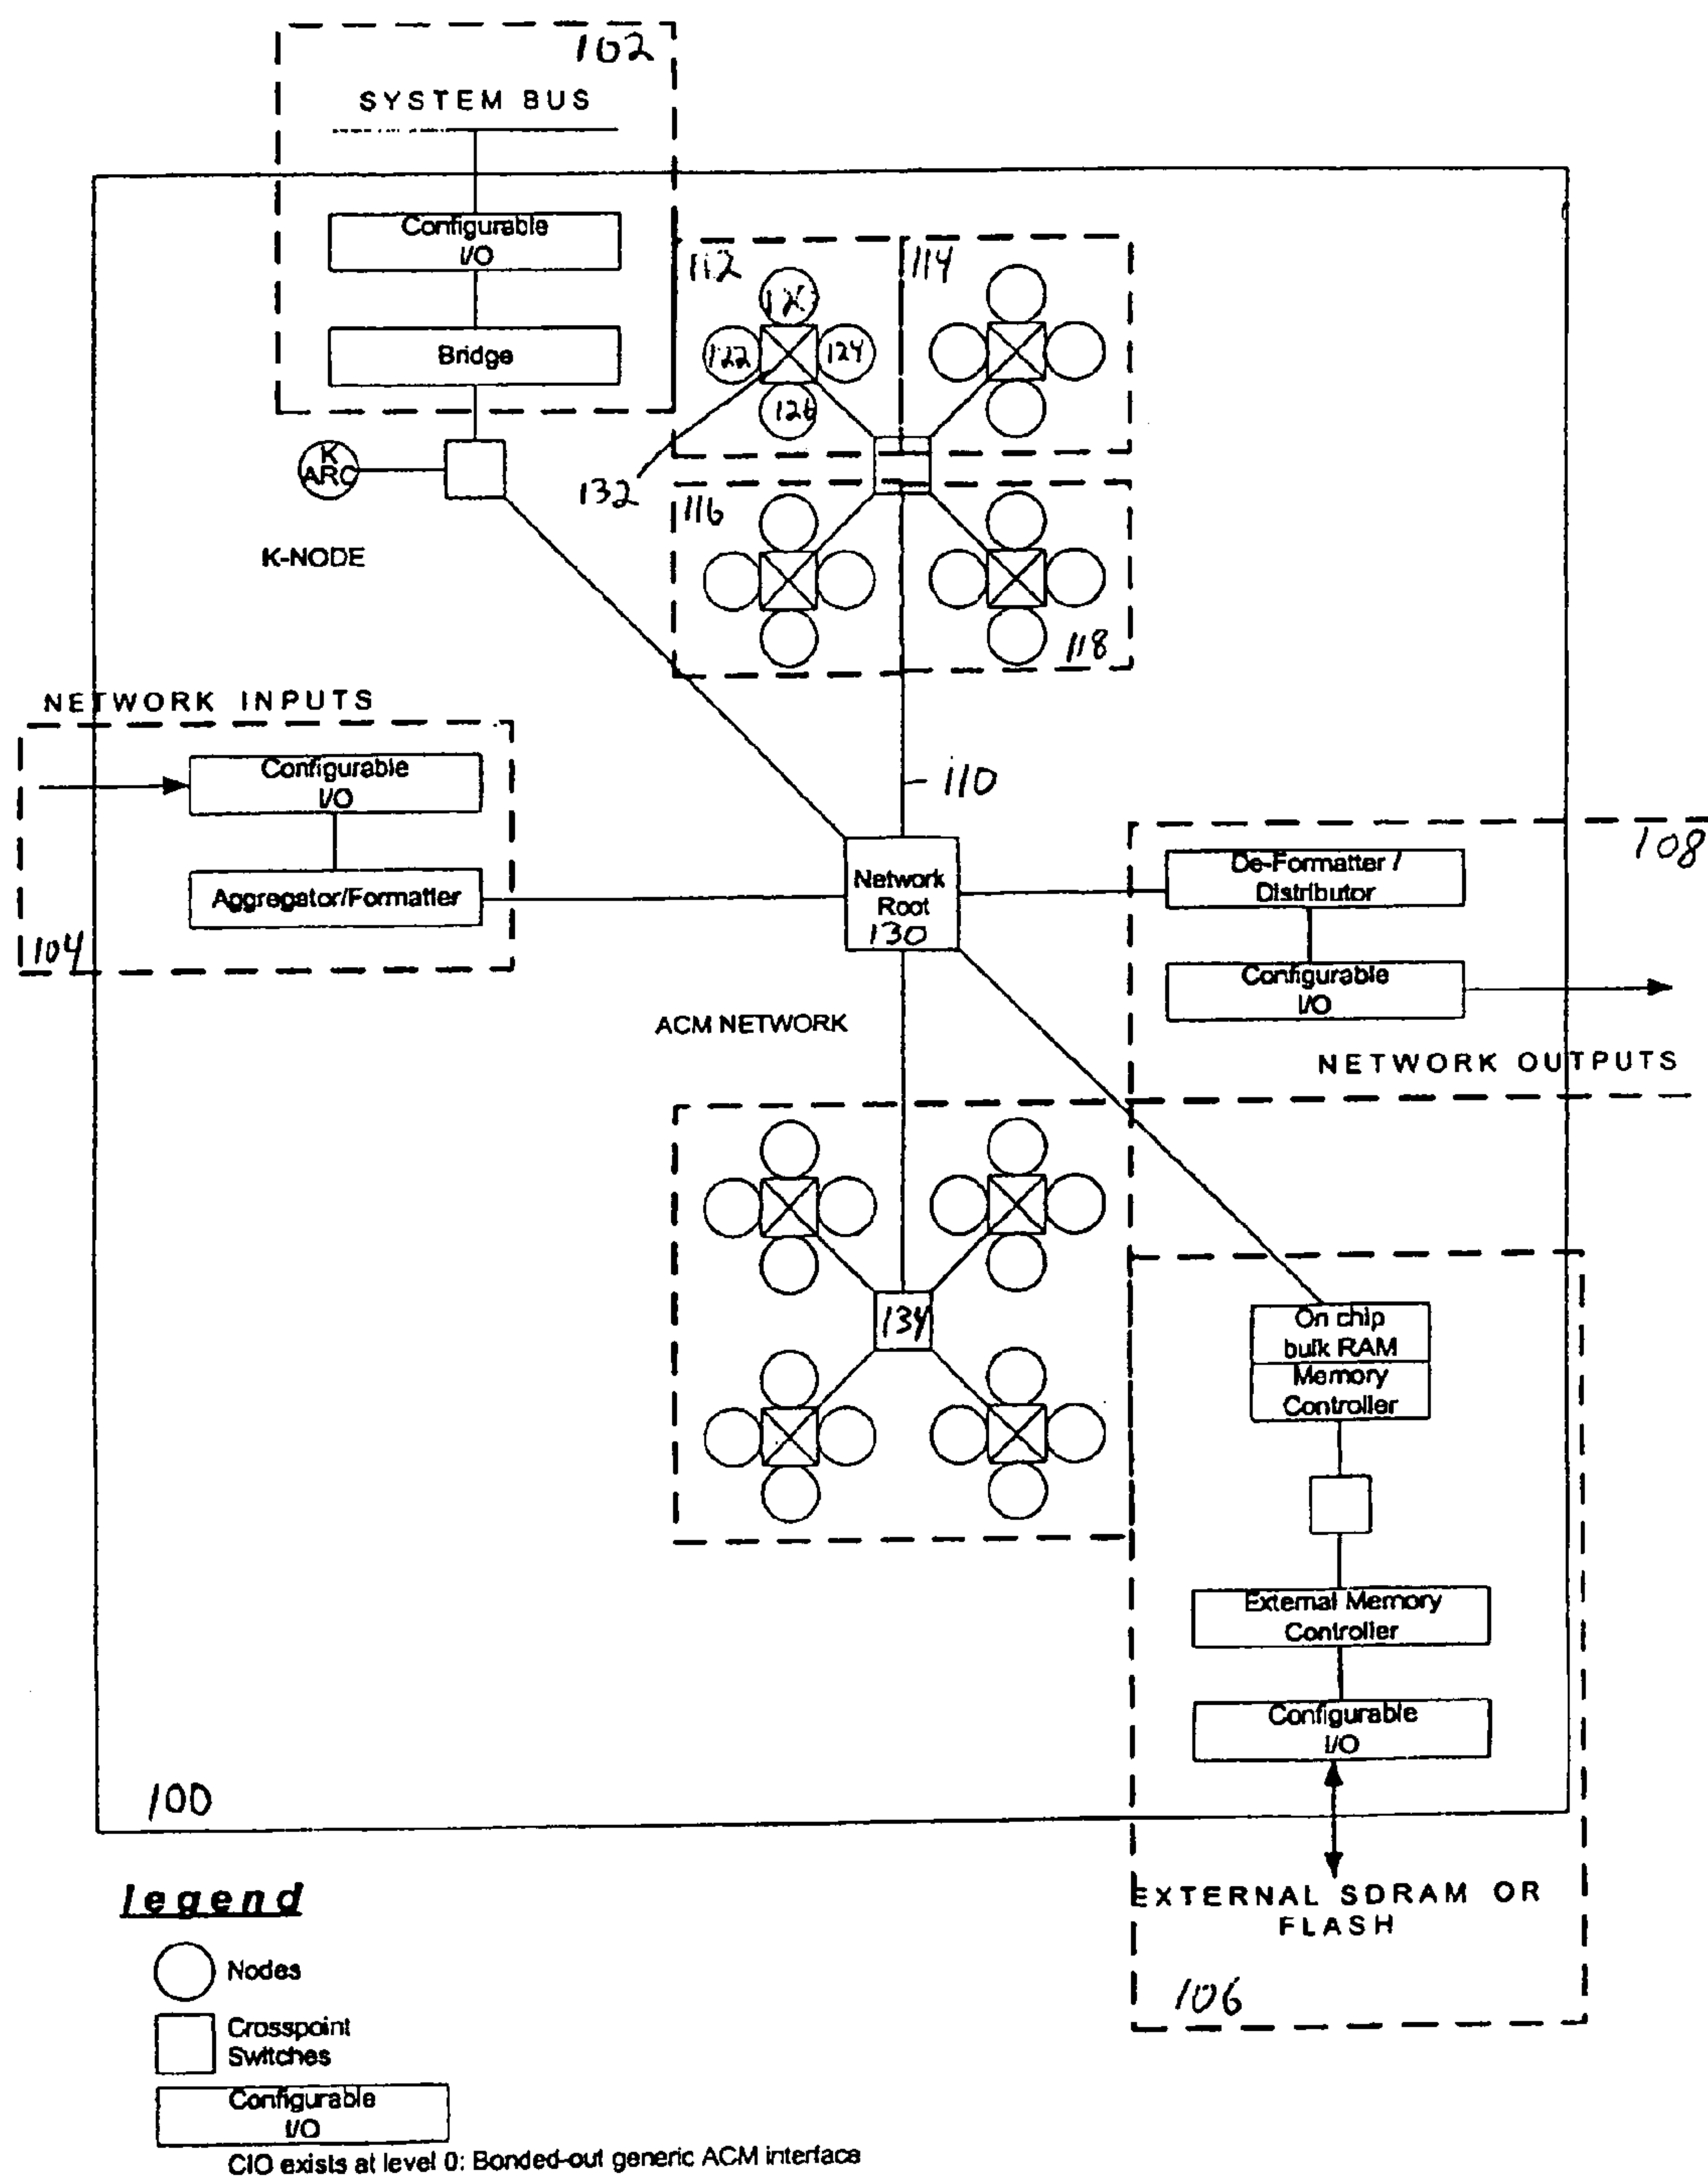 102
SYSTEM BUS
Configurable
I/O
Bridge
112
114
120
122
124
126
132
K
ARC
K-NODE
116
118
NETWORK INPUTS
Configurable
I/O
Aggregator/Formatter
104
110
Network
Root
130
108
De-Formatter /
Distributor
Configurable
I/O
NETWORK OUTPUTS
ACM NETWORK
134
On chip
bulk RAM
Memory
Controller
External Memory
Controller
Configurable
I/O
EXTERNAL SDRAM OR
FLASH
106
100
legend
Nodes
Crosspoint
Switches
Configurable
I/O
CIO exists at level 0: Bonded-out generic ACM interface